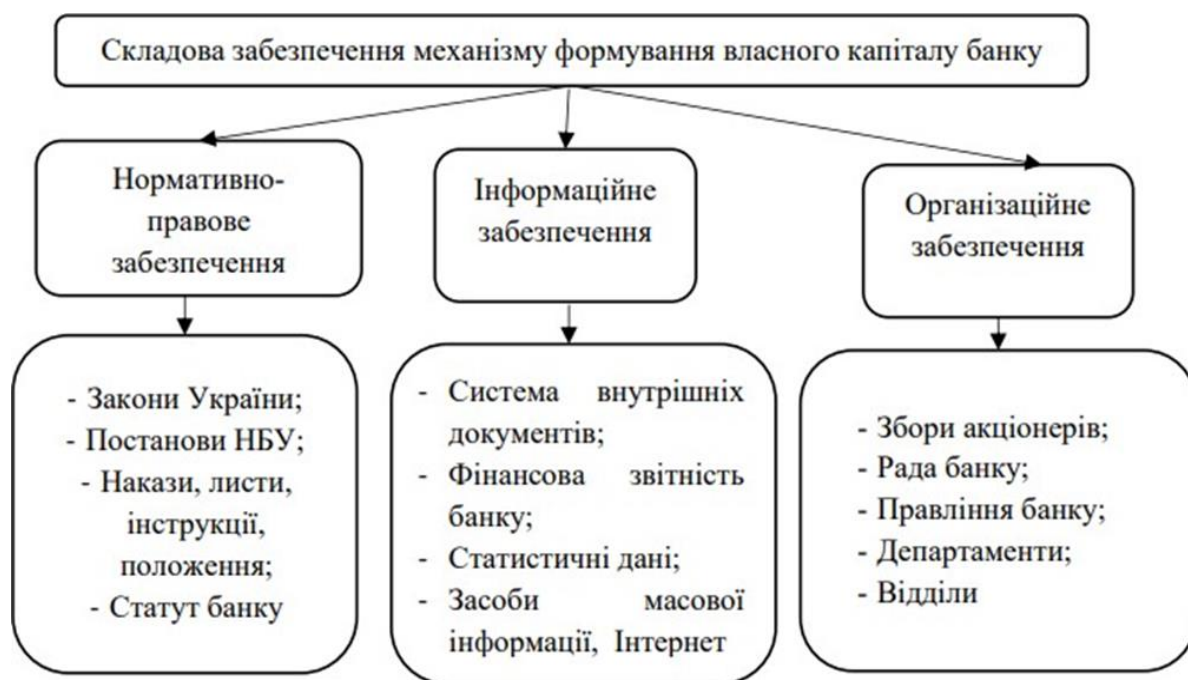 Складова забезпечення механізму формування власного капіталу банку
Нормативно-
правове
забезпечення
Інформаційне
забезпечення
Організаційне
забезпечення
- Закони України;
- Постанови НБУ;
- Накази, листи,
інструкції,
положення;
- Статут банку
- Система внутрішніх
документів;
- Фінансова звітність
банку;
- Статистичні дані;
- Засоби масової
інформації, Інтернет
- Збори акціонерів;
- Рада банку;
- Правління банку;
- Департаменти;
- Відділи